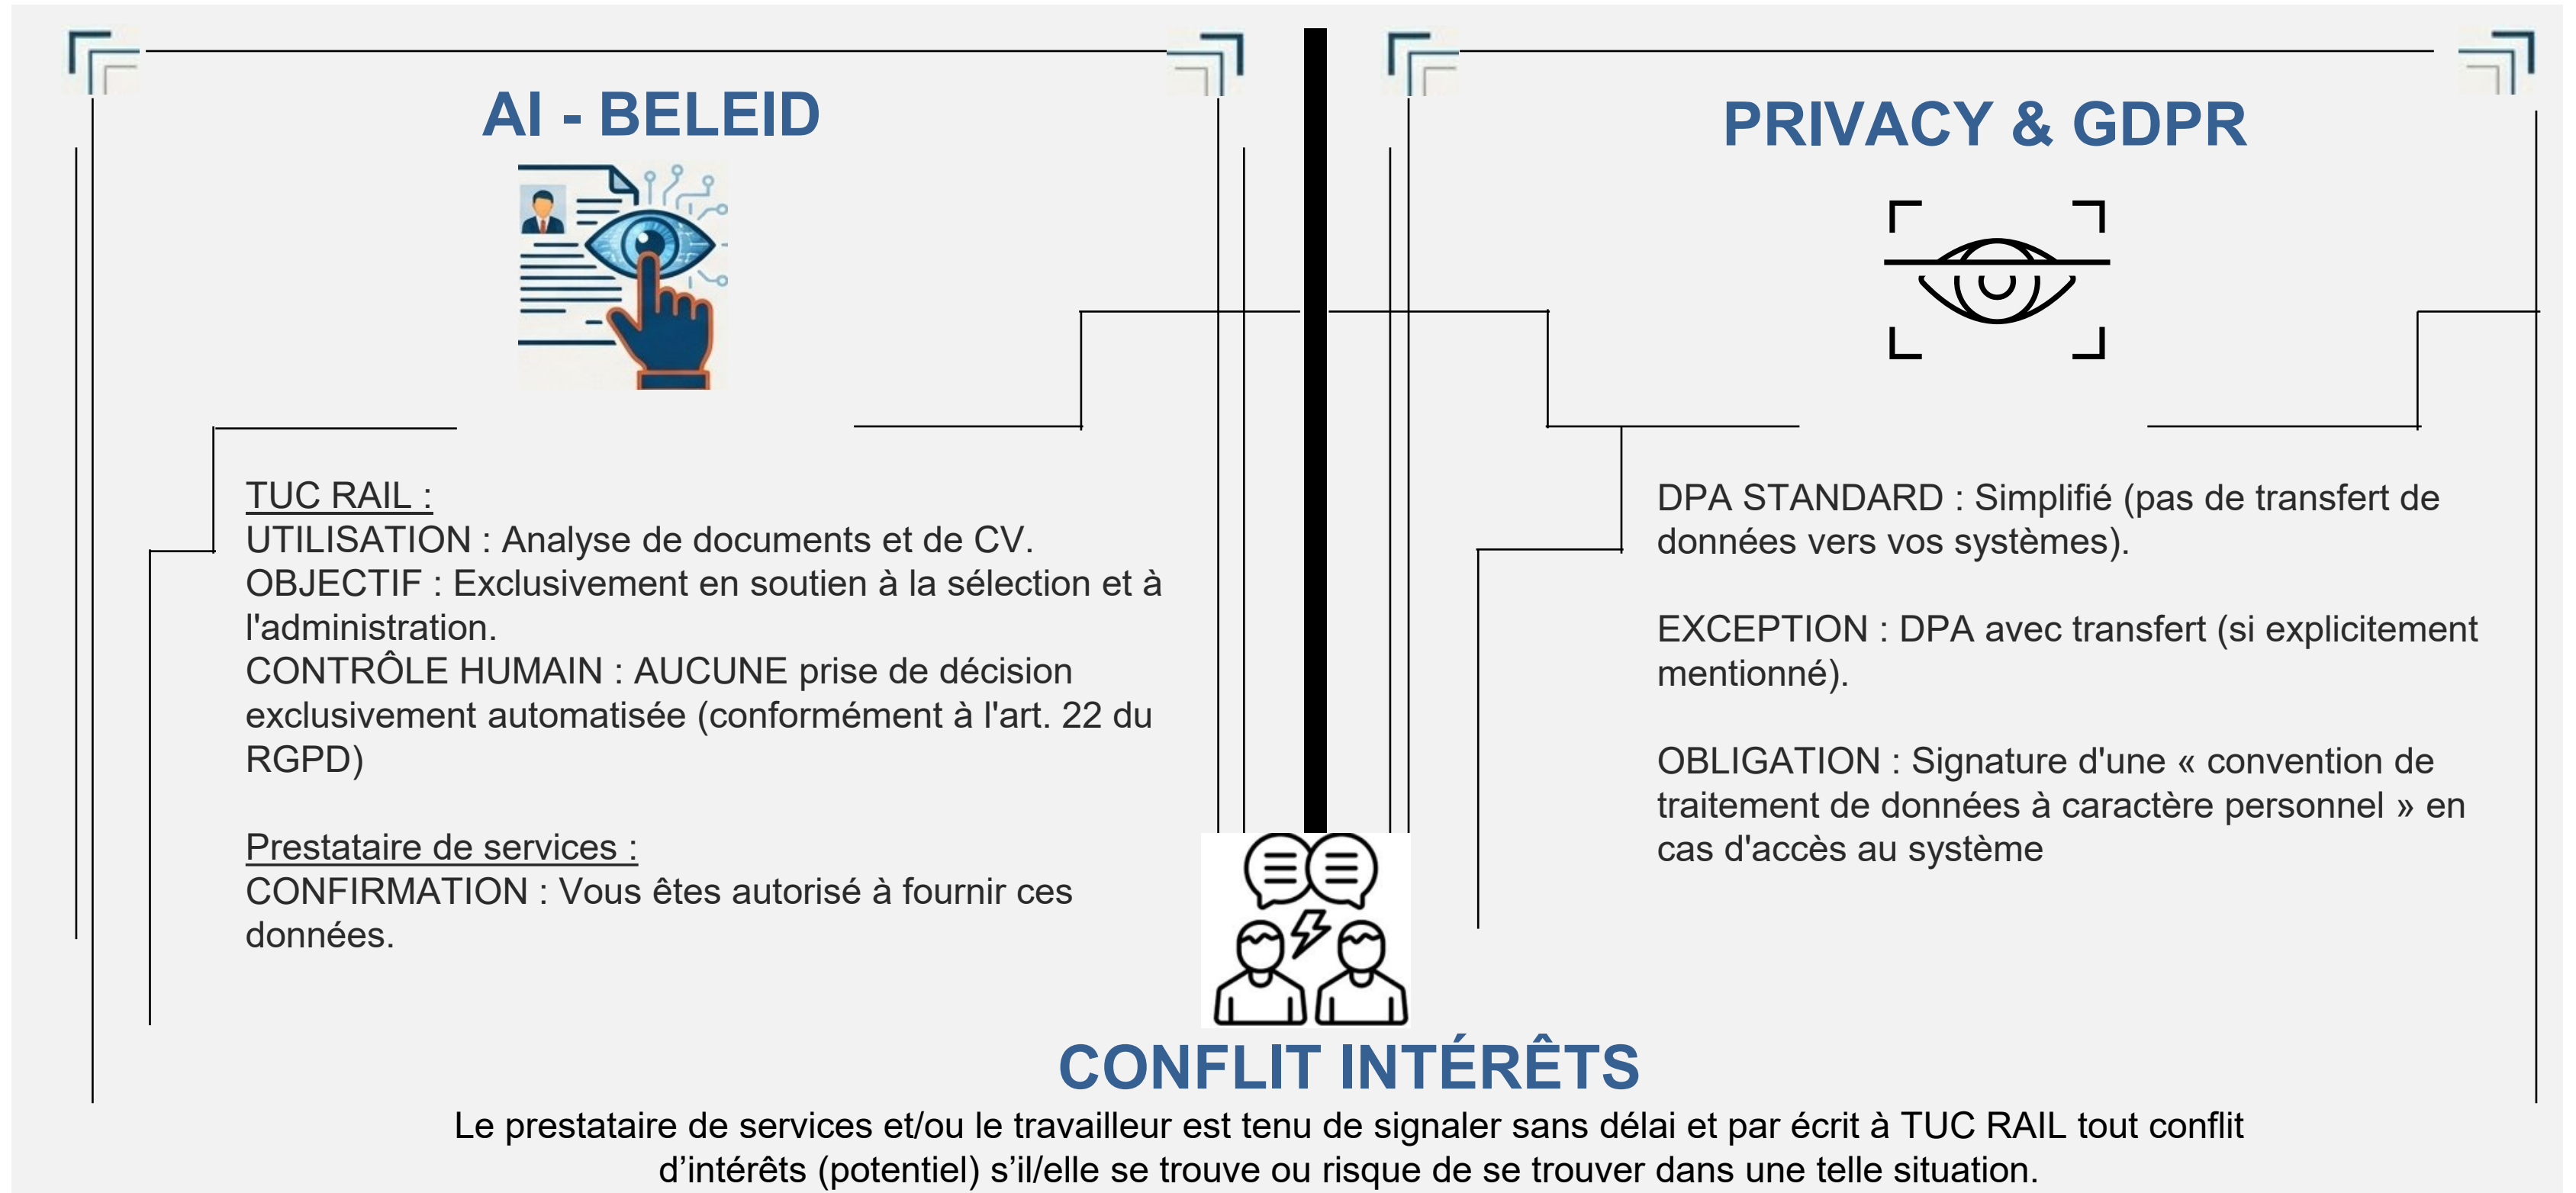 AI - BELEID
TUC RAIL :
UTILISATION : Analyse de documents et de CV.
OBJECTIF : Exclusivement en soutien à la sélection et à
l'administration.
CONTRÔLE HUMAIN : AUCUNE prise de décision
exclusivement automatisée (conformément à l'art. 22 du
RGPD)
Prestataire de services :
CONFIRMATION : Vous êtes autorisé à fournir ces
données.
PRIVACY & GDPR
DPA STANDARD : Simplifié (pas de transfert de
données vers vos systèmes).
EXCEPTION : DPA avec transfert (si explicitement
mentionné).
OBLIGATION : Signature d'une « convention de
traitement de données à caractère personnel » en
cas d'accès au système
CONFLIT INTÉRÊTS
Le prestataire de services et/ou le travailleur est tenu de signaler sans délai et par écrit à TUC RAIL tout conflit
d’intérêts (potentiel) s’il/elle se trouve ou risque de se trouver dans une telle situation.